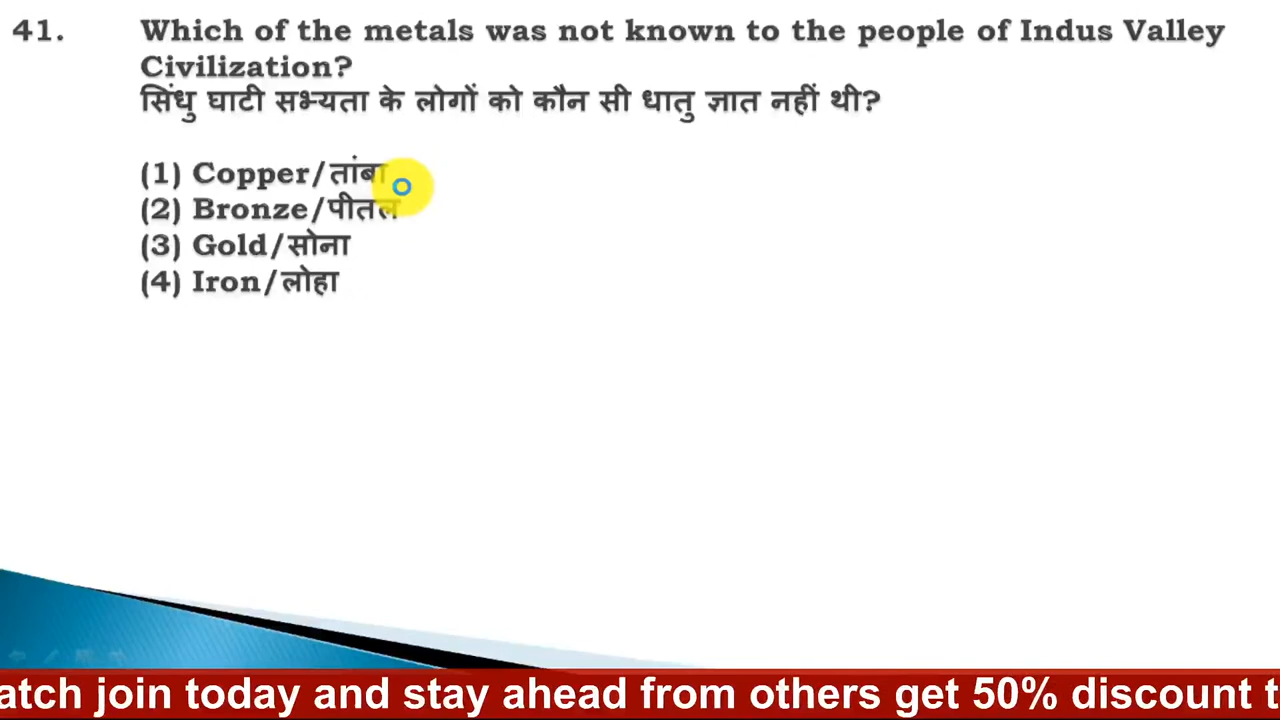 41. Which of the metals was not known to the people of Indus Valley
Civilization?
सिंधु घाटी सभ्यता के लोगों को कौन सी धातु ज्ञात नहीं थी?
(1) Copper/तांबा
(2) Bronze/पीतल
(3) Gold/सोना
(4) Iron/लोहा
atch join today and stay ahead from others get 50% discount t